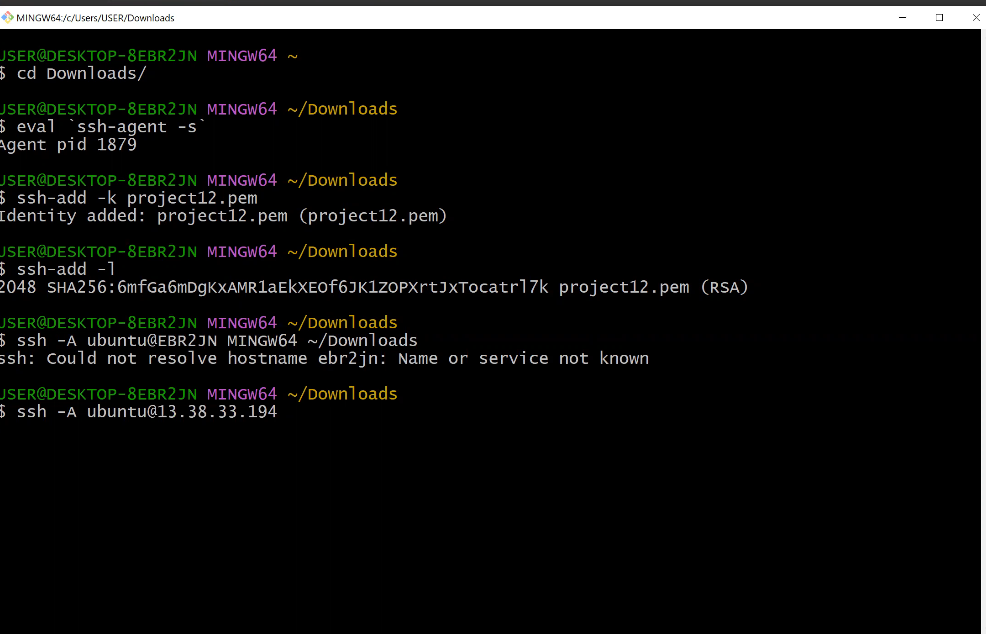 MINGW64:/c/Users/USER/Downloads
USER@DESKTOP-8EBR2JN MINGW64 ~
$ cd Downloads/
USER@DESKTOP-8EBR2JN MINGW64 ~/Downloads
$ eval `ssh-agent -s`
Agent pid 1879
USER@DESKTOP-8EBR2JN MINGW64 ~/Downloads
$ ssh-add -k project12.pem
Identity added: project12.pem (project12.pem)
USER@DESKTOP-8EBR2JN MINGW64 ~/Downloads
$ ssh-add -l
2048 SHA256:6mfGa6mDgKxAMR1aEkXEOf6JK1ZOPXrtJxTocatrl7k project12.pem (RSA)
USER@DESKTOP-8EBR2JN MINGW64 ~/Downloads
$ ssh -A ubuntu@EBR2JN MINGW64 ~/Downloads
ssh: Could not resolve hostname ebr2jn: Name or service not known
USER@DESKTOP-8EBR2JN MINGW64 ~/Downloads
$ ssh -A ubuntu@13.38.33.194